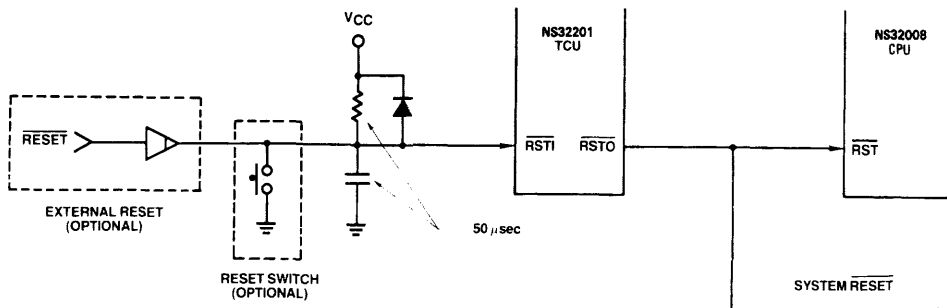 VCC
NS32201
TCU
NS32008
CPU
RESET
RSTI
RSTO
RST
EXTERNAL RESET
(OPTIONAL)
50 μsec
RESET SWITCH
(OPTIONAL)
SYSTEM RESET